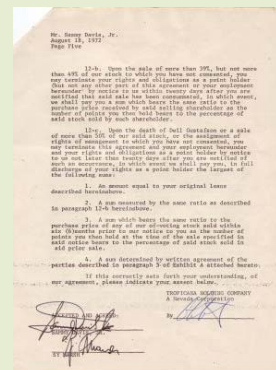 Mr. Sammy Davis, Jr.
August 18, 1972
Page Five
12-b. Upon the sale of more than 39%, but not more
than 49% of our stock to which you have not consented, you
may terminate your rights and obligations as a point holder
(but not any other part of this agreement or your employment
hereunder) by notice to us within twenty days after you are
notified that said sale has been consummated, in which event,
we shall pay you a sum which bears the same ratio to the
purchase price received by said selling shareholder as the
number of points you then hold bears to the percentage of
said stock sold by such shareholder.
12-c. Upon the death of Deil Gustafson or a sale
of more than 50% of our stock, or the assignment of
rights of management to which you have not consented, you
may terminate this agreement and your employment hereunder
and your rights and obligations as a point holder by notice
to us not later than twenty days after you are notified of
such an occurrence, in which event we shall pay you, in full
discharge of your rights as a point holder the largest of
the following sums:
1. An amount equal to your original loans
described hereinabove.
2. A sum measured by the same ratio as described
in paragraph 12-b hereinabove.
3. A sum which bears the same ratio to the
purchase price of any of our stock sold within
six (6) months prior to our notice to you as the number of
points you then hold at the time of the sale specified in
said notice bears to the percentage of said stock sold in
said prior sale.
4. A sum determined by written agreement of the
parties described in paragraph 3 of Exhibit A attached hereto.
If this correctly sets forth your understanding, of
our agreement, please indicate your assent below.
TROPICANA HOLDING COMPANY
A Nevada Corporation
ACCEPTED AND AGREED:
By